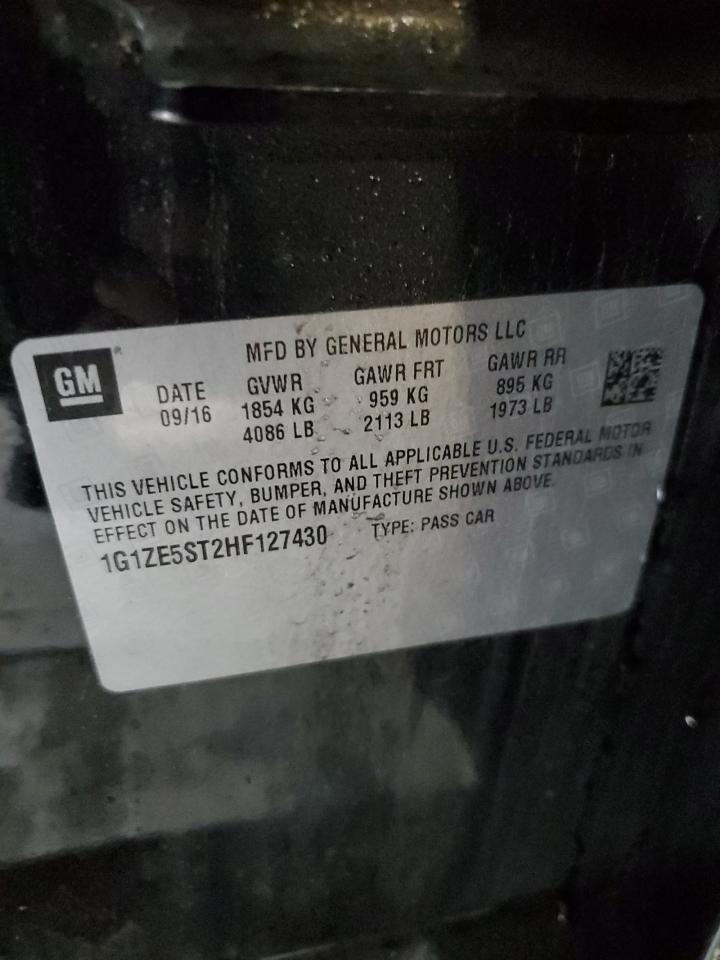 GM
MFD BY GENERAL MOTORS LLC
DATE GVWR GAWR FRT GAWR RR
09/16 1854 KG 959 KG 895 KG
4086 LB 2113 LB 1973 LB
THIS VEHICLE CONFORMS TO ALL APPLICABLE U.S. FEDERAL MOTOR
VEHICLE SAFETY, BUMPER, AND THEFT PREVENTION STANDARDS IN
EFFECT ON THE DATE OF MANUFACTURE SHOWN ABOVE.
1G1ZE5ST2HF127430 TYPE: PASS CAR